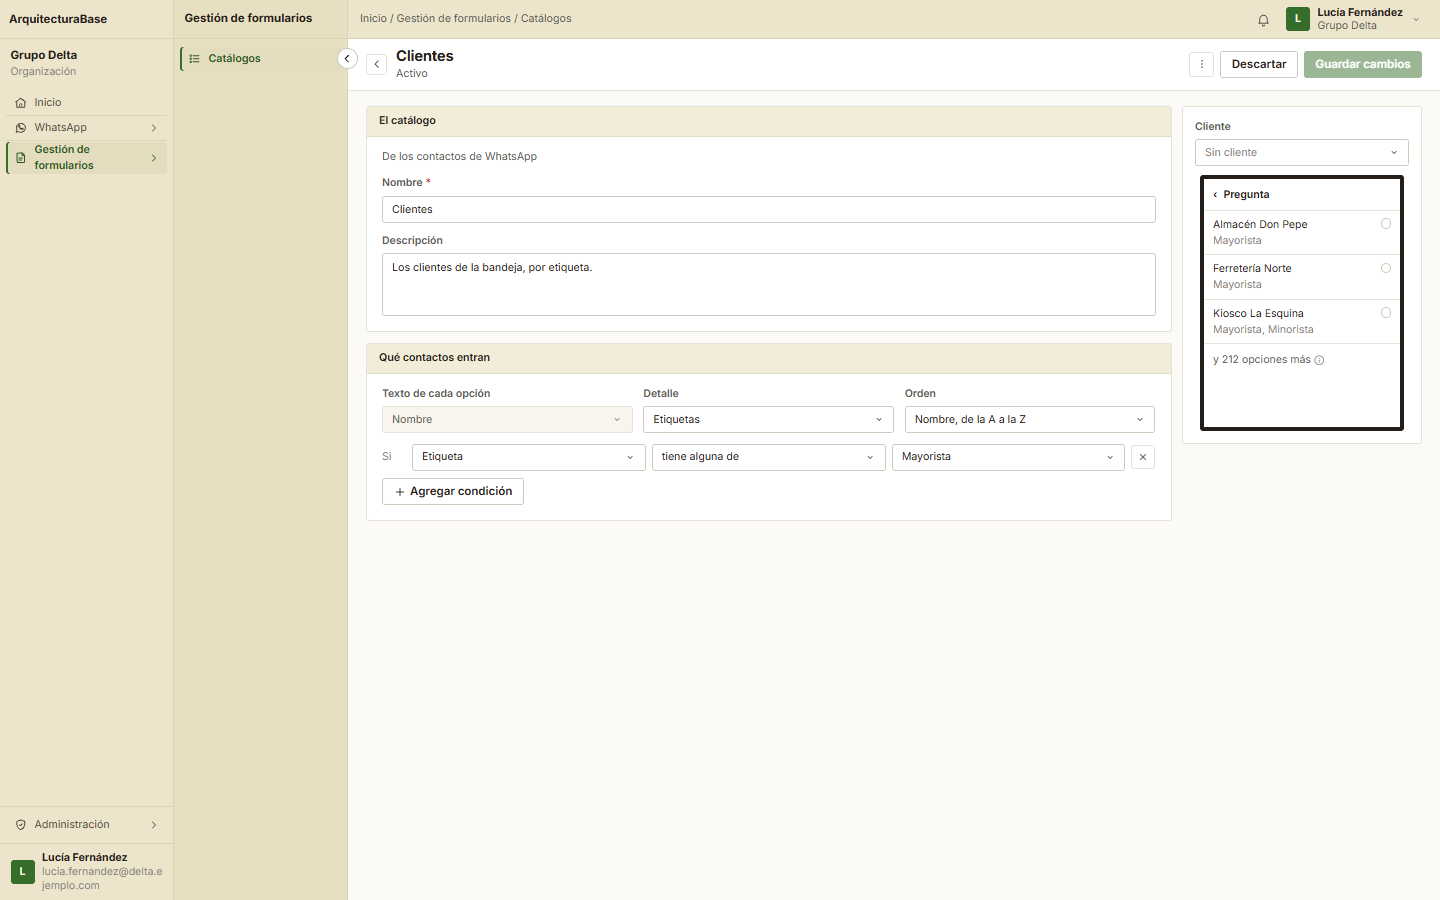 ArquitecturaBase
Grupo Delta
Organización
Inicio
WhatsApp
Gestión de
formularios
Administración
L
Lucía Fernández
lucia.fernandez@delta.e
jemplo.com
Gestión de formularios
Catálogos
Inicio / Gestión de formularios / Catálogos
L
Lucía Fernández
Grupo Delta
Clientes
Activo
Descartar
Guardar cambios
El catálogo
De los contactos de WhatsApp
Nombre *
Clientes
Descripción
Los clientes de la bandeja, por etiqueta.
Qué contactos entran
Texto de cada opción
Detalle
Orden
Nombre
Etiquetas
Nombre, de la A a la Z
Si
Etiqueta
tiene alguna de
Mayorista
Agregar condición
Cliente
Sin cliente
Pregunta
Almacén Don Pepe
Mayorista
Ferretería Norte
Mayorista
Kiosco La Esquina
Mayorista, Minorista
y 212 opciones más